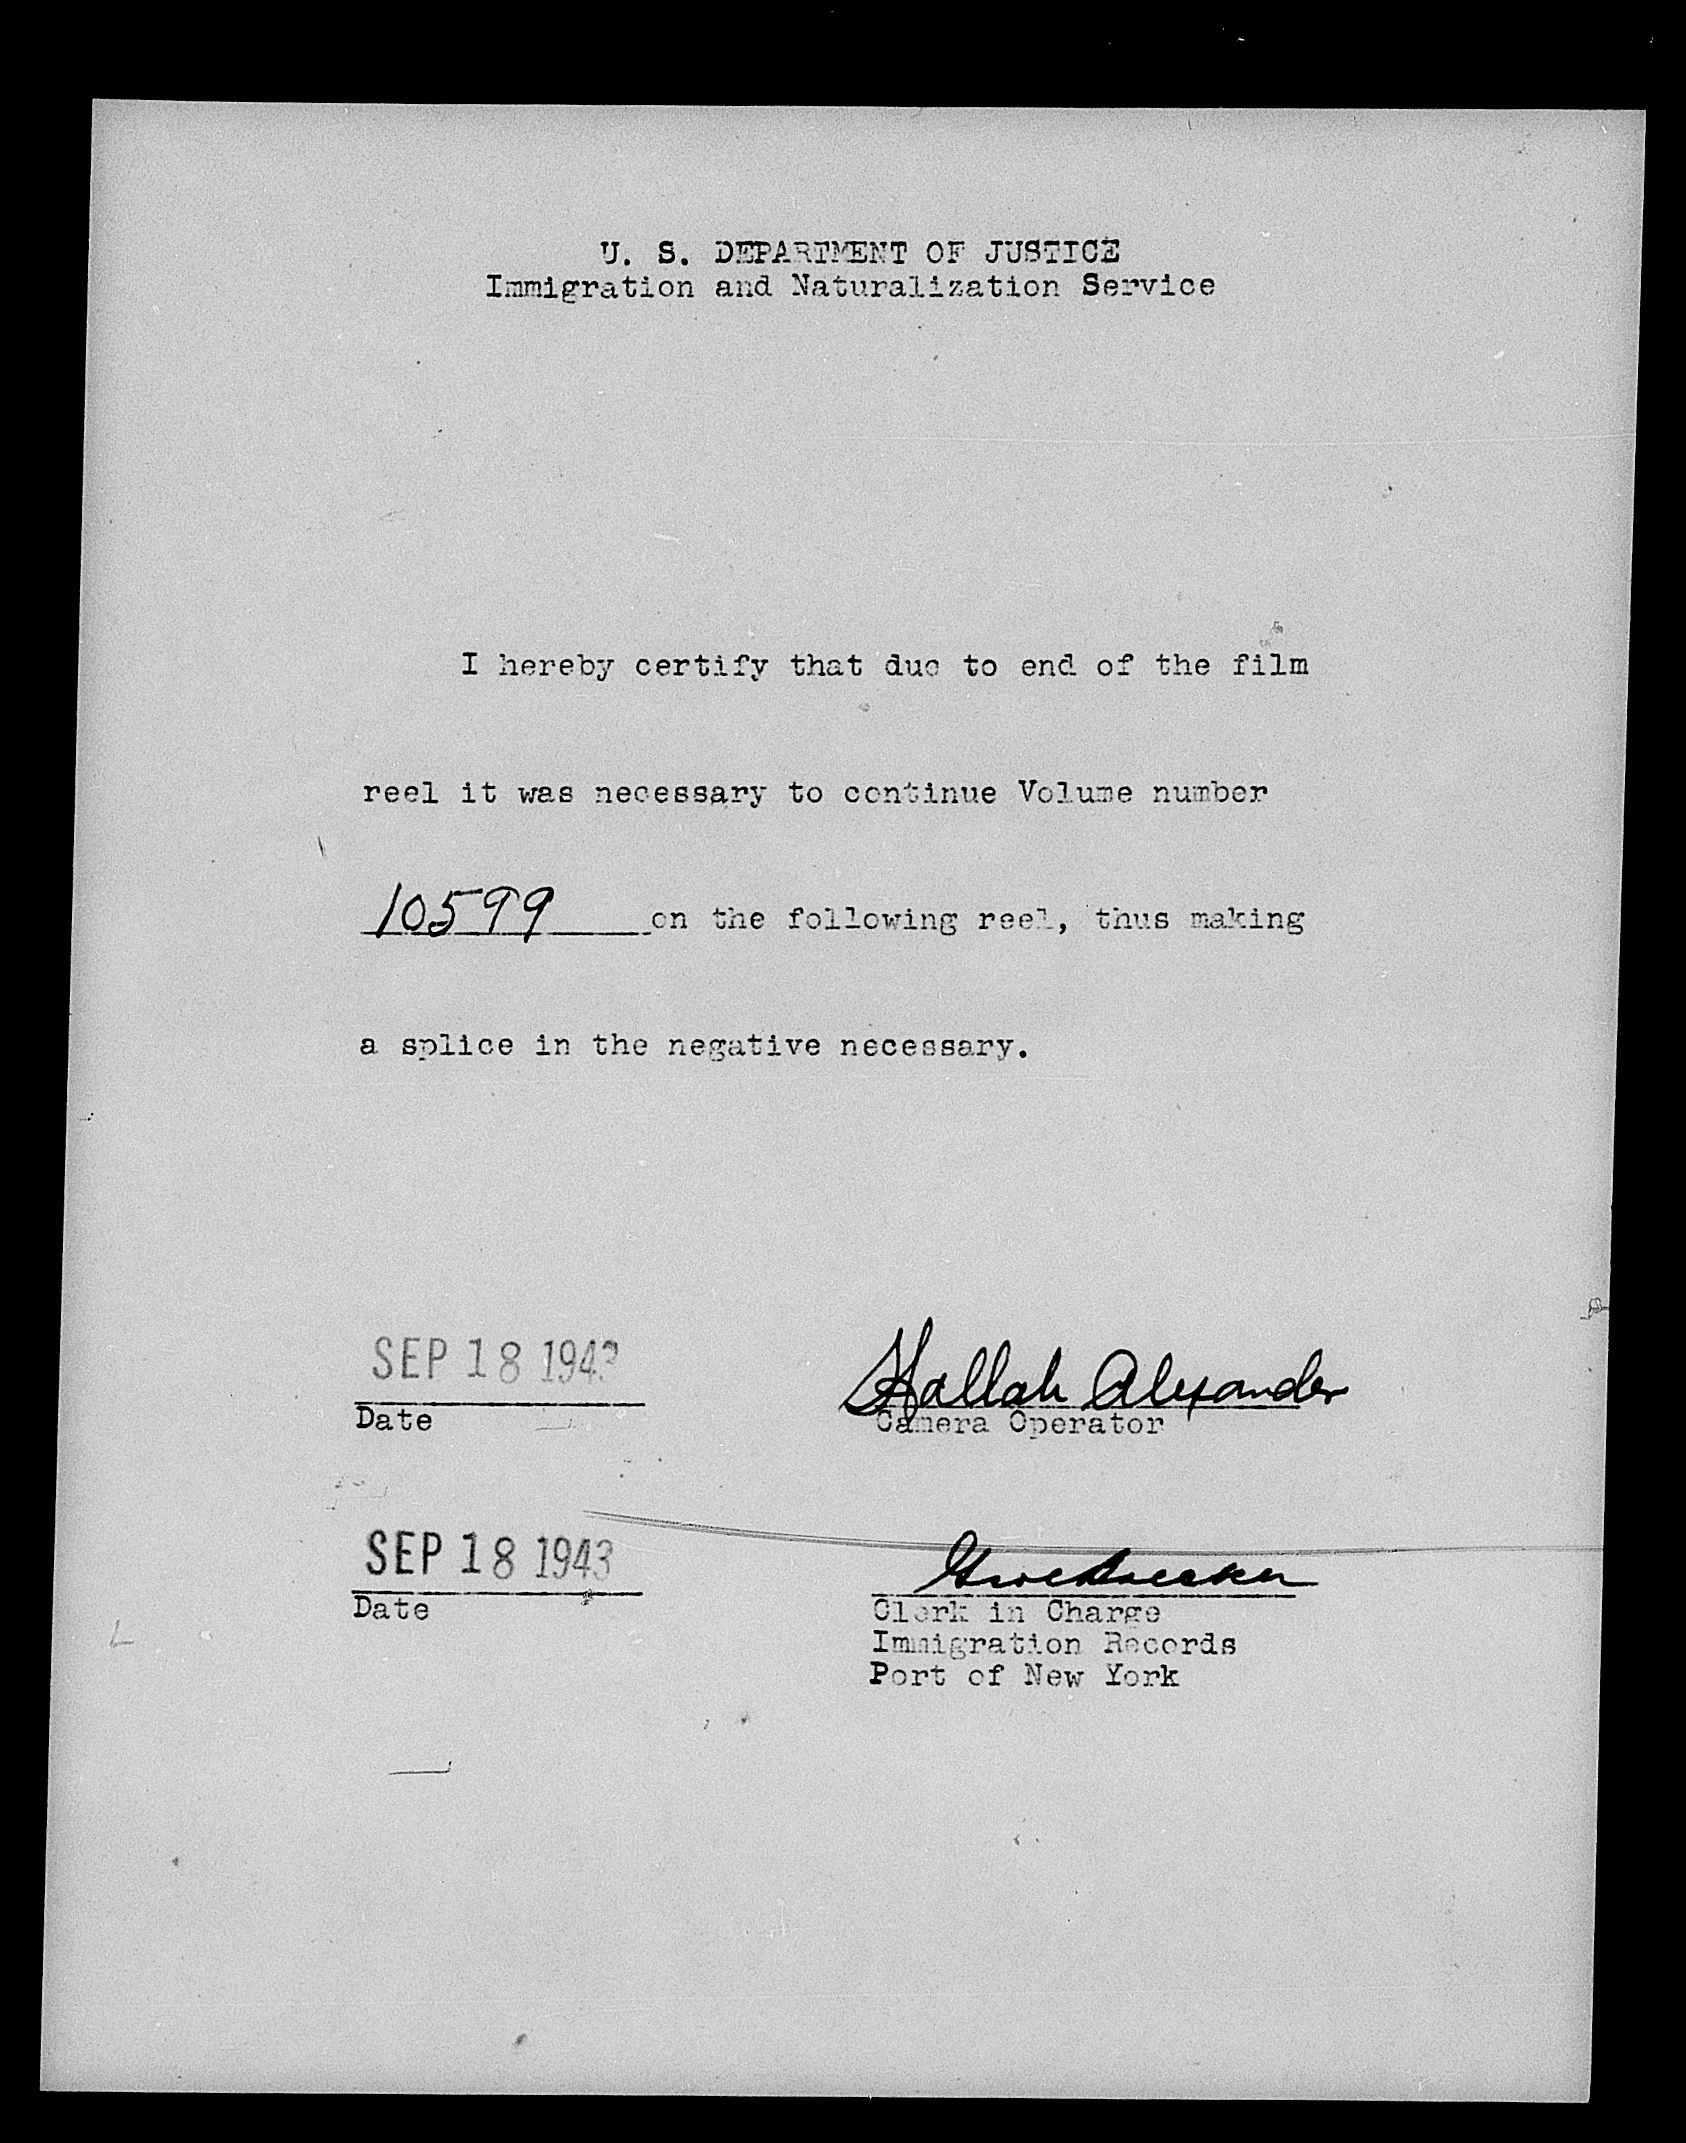 U. S. DEPARTMENT OF JUSTICE
Immigration and Naturalization Service
I hereby certify that due to end of the film
reel it was necessary to continue Volume number
10599 on the following reel, thus making
a splice in the negative necessary.
SEP 18 1943
Hallah Alexander
Date
Camera Operator
SEP 18 1943
Date
Clerk in Charge
Immigration Records
Port of New York